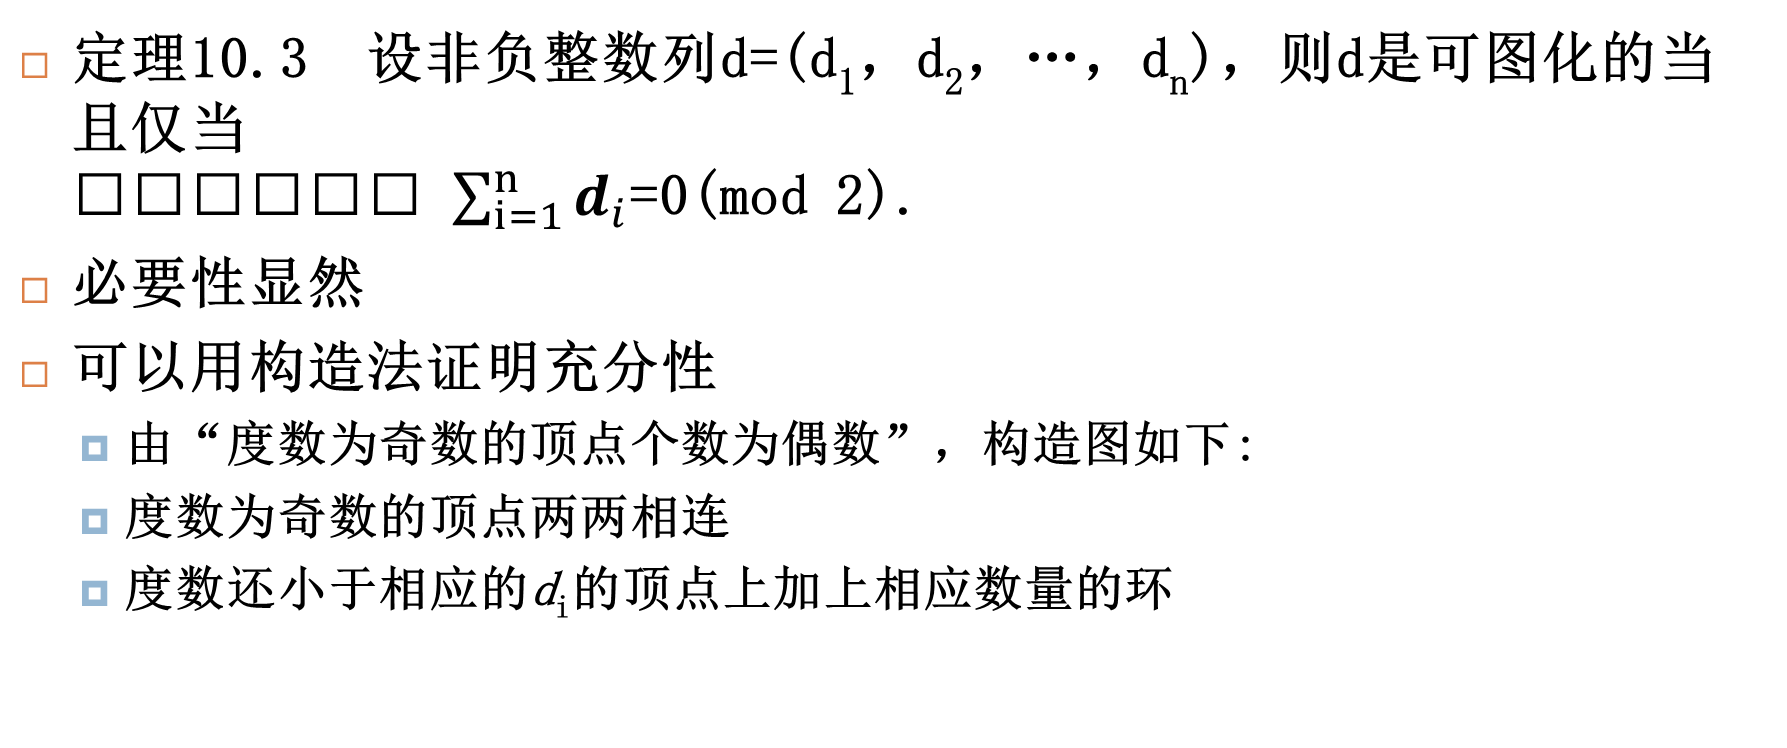 定理10.3 设非负整数列d=(d₁, d₂, …, dₙ), 则d是可图化的当
且仅当
□□□□□□ ∑ⁿᵢ₌₁ dᵢ=0(mod 2).
必要性显然
可以用构造法证明充分性
由“度数为奇数的顶点个数为偶数”, 构造图如下:
度数为奇数的顶点两两相连
度数还小于相应的dᵢ的顶点上加上相应数量的环